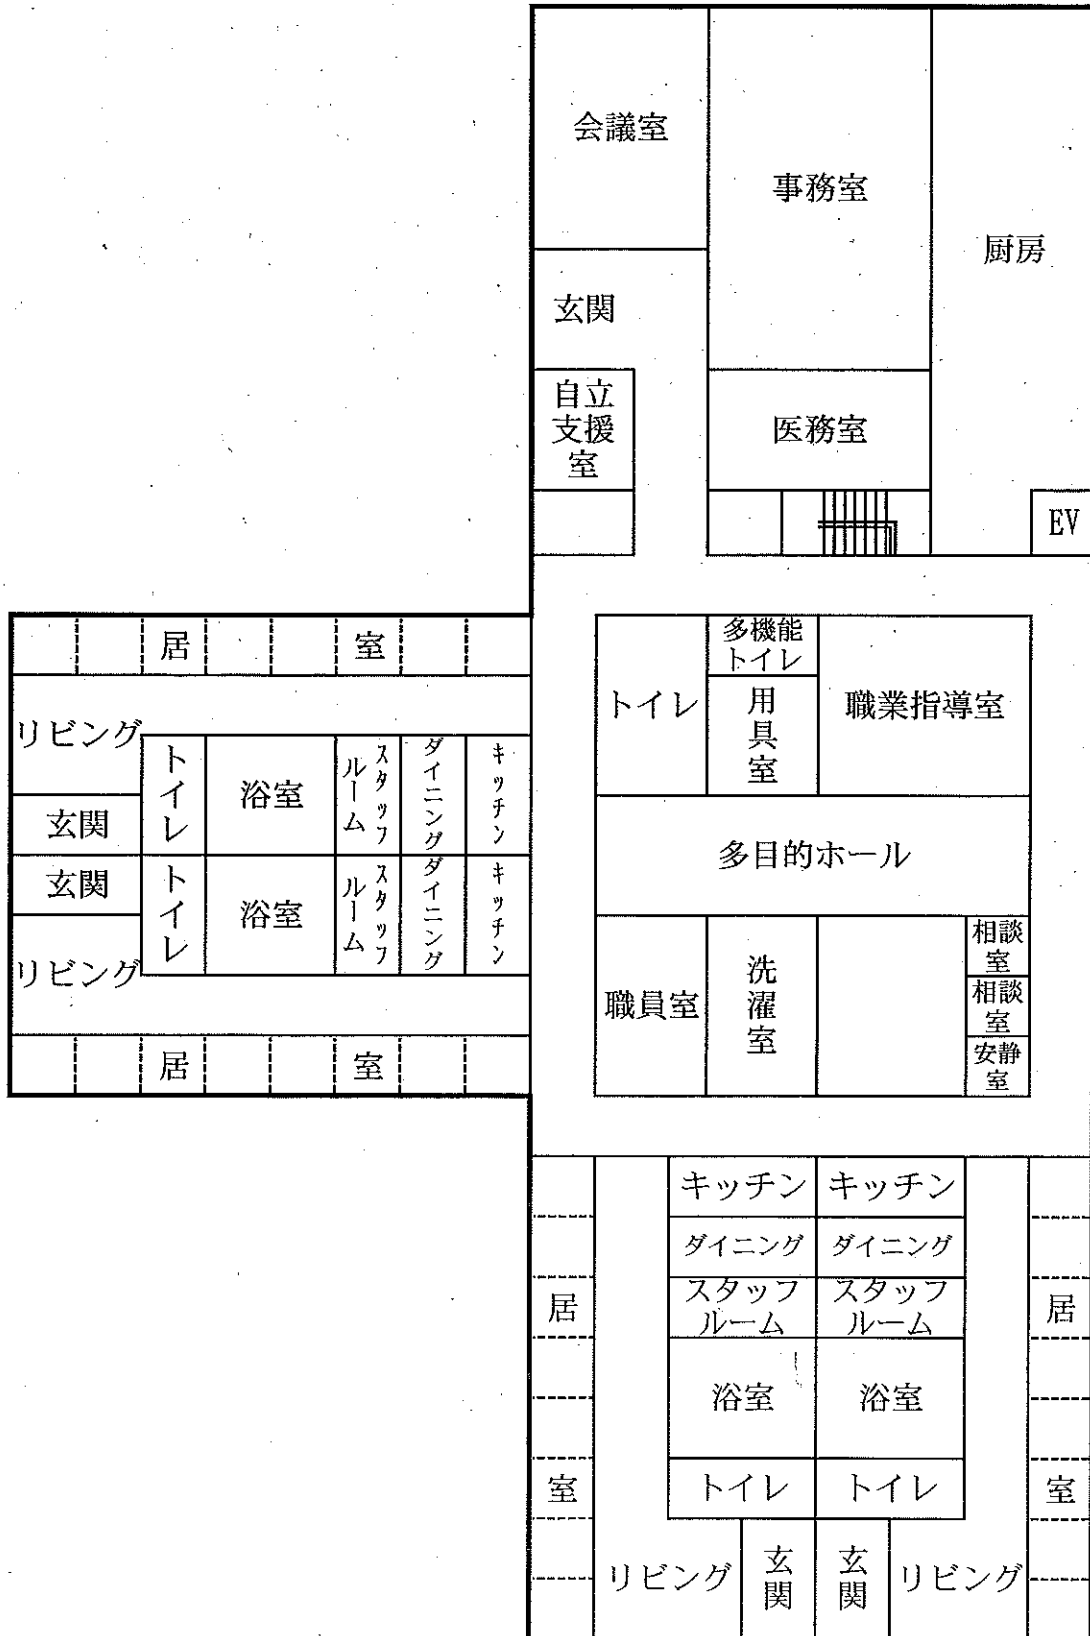 会議室
事務室
厨房
玄関
自立
支援
室
医務室
EV
居
室
リビング
玄関
トイレ
浴室
スタッフ
ルーム
ダイニング
キッチン
玄関
リビング
トイレ
浴室
スタッフ
ルーム
ダイニング
キッチン
居
室
トイレ
多機能
トイレ
用具室
職業指導室
多目的ホール
職員室
洗濯室
相談
室
相談
室
安静
室
キッチン
キッチン
ダイニング
ダイニング
スタッフ
ルーム
スタッフ
ルーム
居
居
浴室
浴室
室
トイレ
トイレ
室
リビング
玄関
玄関
リビング